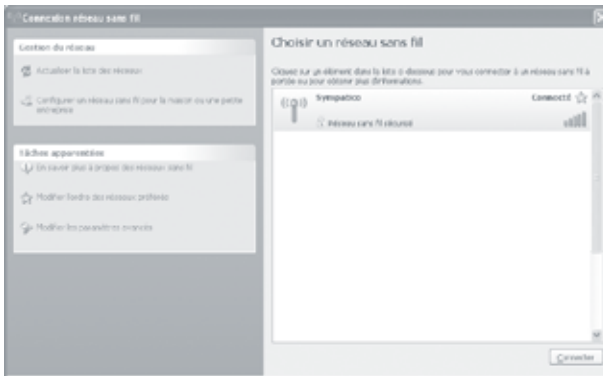 Connexion réseau sans fil
Gestion du réseau
Actualiser la liste des réseaux
Configurer un réseau sans fil pour la maison ou une petite
entreprise
Tâches apparentées
En savoir plus à propos des réseaux sans fil
Modifier l'ordre des réseaux préférés
Modifier les paramètres avancés
Choisir un réseau sans fil
Cliquez sur un élément dans la liste ci-dessous pour vous connecter à un réseau sans fil à
portée ou pour obtenir plus d'informations.
Sympatico
Connecté
Réseau sans fil sécurisé
Connecter